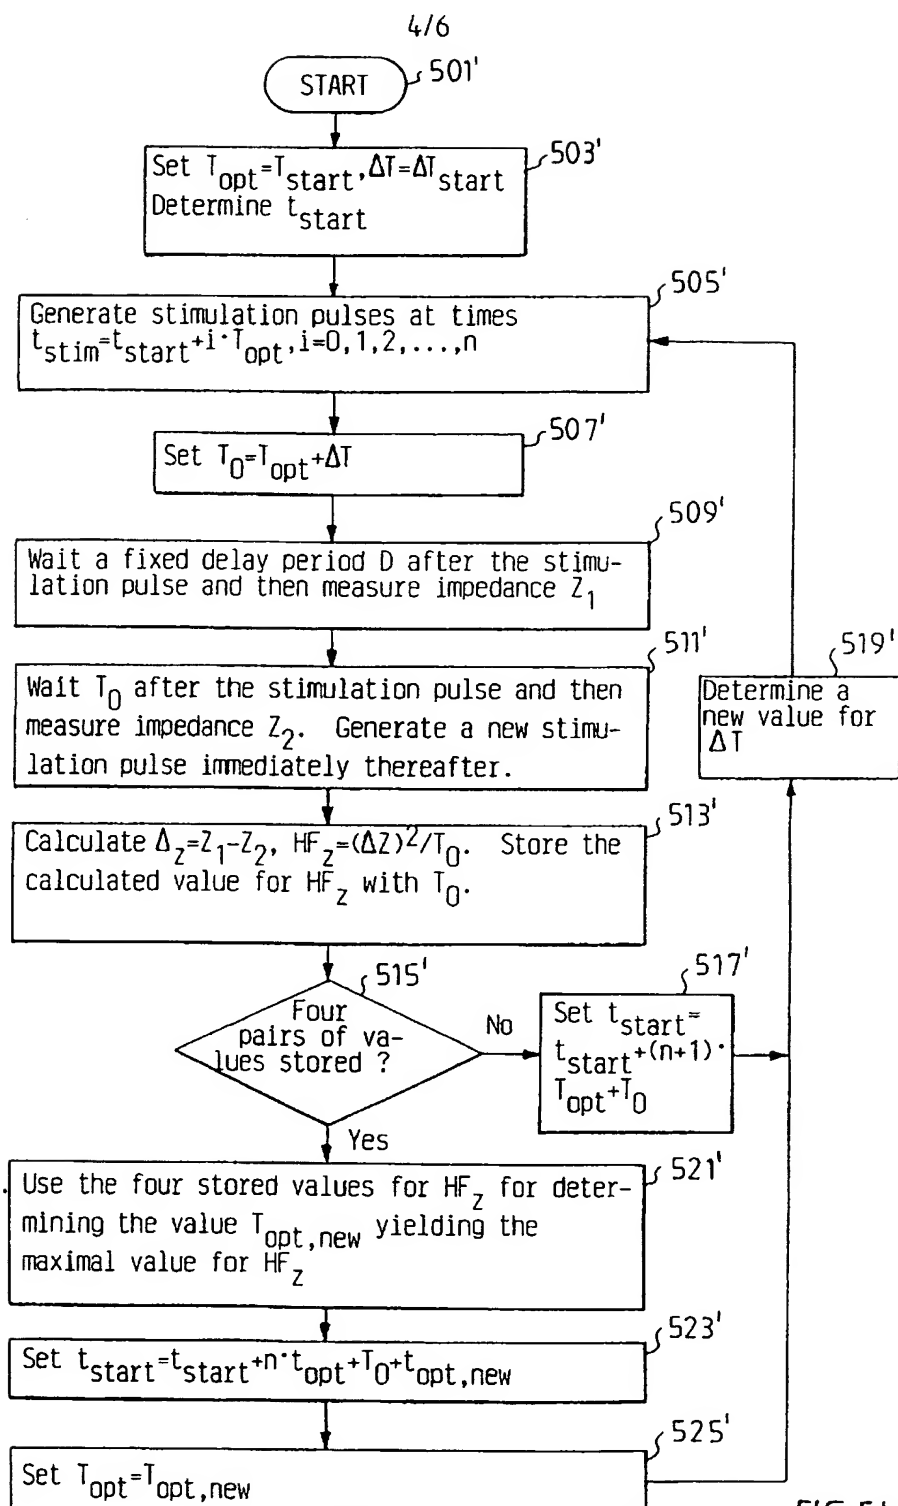 4/6
START
501'
Set T_opt=T_start, ΔT=ΔT_start
Determine t_start
503'
Generate stimulation pulses at times
t_stim=t_start+i·T_opt, i=0,1,2,...,n
505'
Set T_0=T_opt+ΔT
507'
Wait a fixed delay period D after the stimu-
lation pulse and then measure impedance Z_1
509'
Wait T_0 after the stimulation pulse and then
measure impedance Z_2. Generate a new stimu-
lation pulse immediately thereafter.
511'
Determine a
new value for
ΔT
519'
Calculate Δ_z=Z_1-Z_2, HF_z=(ΔZ)²/T_0. Store the
calculated value for HF_z with T_0.
513'
Four
pairs of va-
lues stored ?
515'
No
Set t_start=
t_start+(n+1)·
T_opt+T_0
517'
Yes
Use the four stored values for HF_z for deter-
mining the value T_opt,new yielding the
maximal value for HF_z
521'
Set t_start=t_start+n·t_opt+T_0+t_opt,new
523'
Set T_opt=T_opt,new
525'